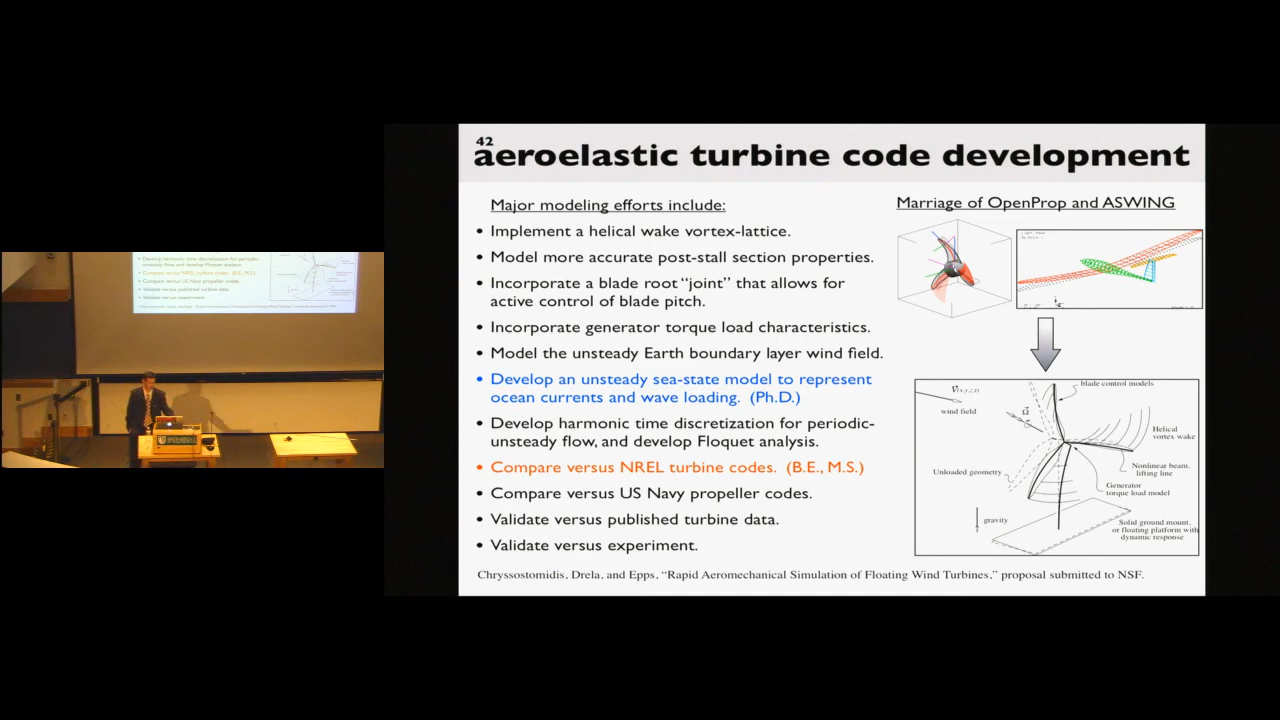 42
aeroelastic turbine code development
Major modeling efforts include:
• Implement a helical wake vortex-lattice.
• Model more accurate post-stall section properties.
• Incorporate a blade root “joint” that allows for
active control of blade pitch.
• Incorporate generator torque load characteristics.
• Model the unsteady Earth boundary layer wind field.
• Develop an unsteady sea-state model to represent
ocean currents and wave loading. (Ph.D.)
• Develop harmonic time discretization for periodic-
unsteady flow, and develop Floquet analysis.
• Compare versus NREL turbine codes. (B.E., M.S.)
• Compare versus US Navy propeller codes.
• Validate versus published turbine data.
• Validate versus experiment.
Marriage of OpenProp and ASWING
blade control models
V(x,y,z,t)
wind field
Ω
Helical
vortex wake
Unloaded geometry
Nonlinear beam,
lifting line
Generator
torque load model
gravity
Solid ground mount,
or floating platform with
dynamic response
Chryssostomidis, Drela, and Epps, “Rapid Aeromechanical Simulation of Floating Wind Turbines,” proposal submitted to NSF.